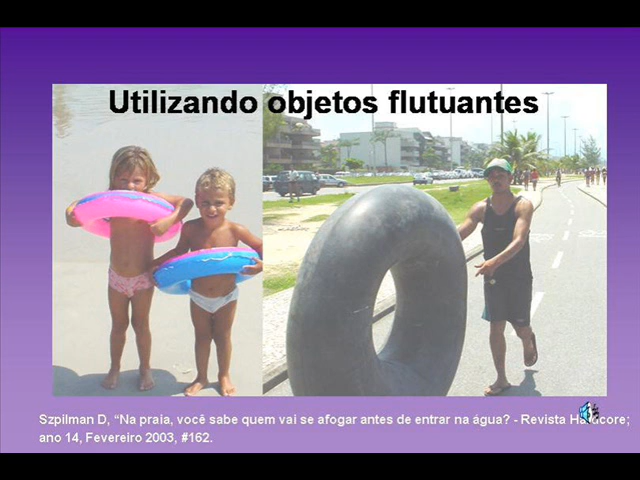 Utilizando objetos flutuantes
Szpilman D, “Na praia, você sabe quem vai se afogar antes de entrar na água? - Revista Hardcore;
ano 14, Fevereiro 2003, #162.